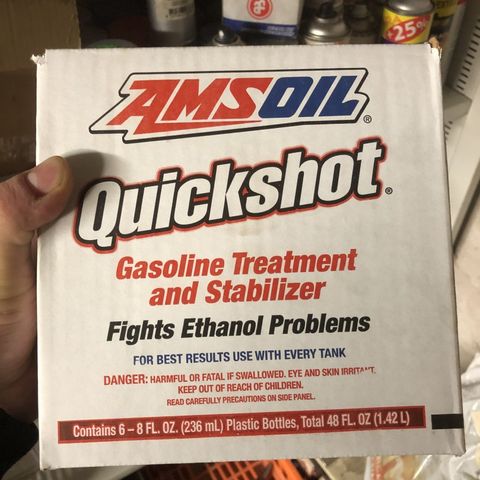 +25%
AMSOIL®
Quickshot®
Gasoline Treatment
and Stabilizer
Fights Ethanol Problems
FOR BEST RESULTS USE WITH EVERY TANK
DANGER: HARMFUL OR FATAL IF SWALLOWED. EYE AND SKIN IRRITANT.
KEEP OUT OF REACH OF CHILDREN.
READ CAREFULLY PRECAUTIONS ON SIDE PANEL.
Contains 6 – 8 FL. OZ. (236 mL) Plastic Bottles, Total 48 FL. OZ (1.42 L)